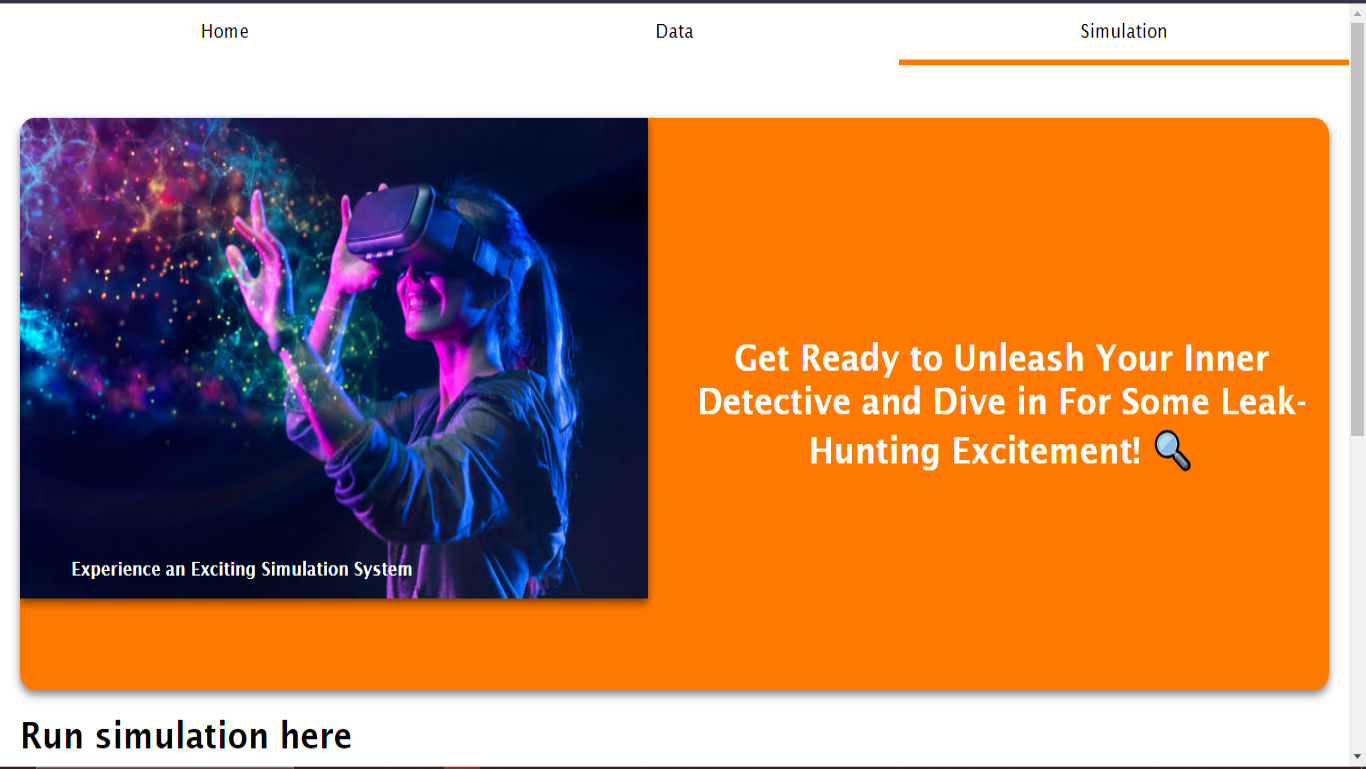 Home
Data
Simulation
Experience an Exciting Simulation System
Get Ready to Unleash Your Inner
Detective and Dive in For Some Leak-
Hunting Excitement! 🔍
Run simulation here